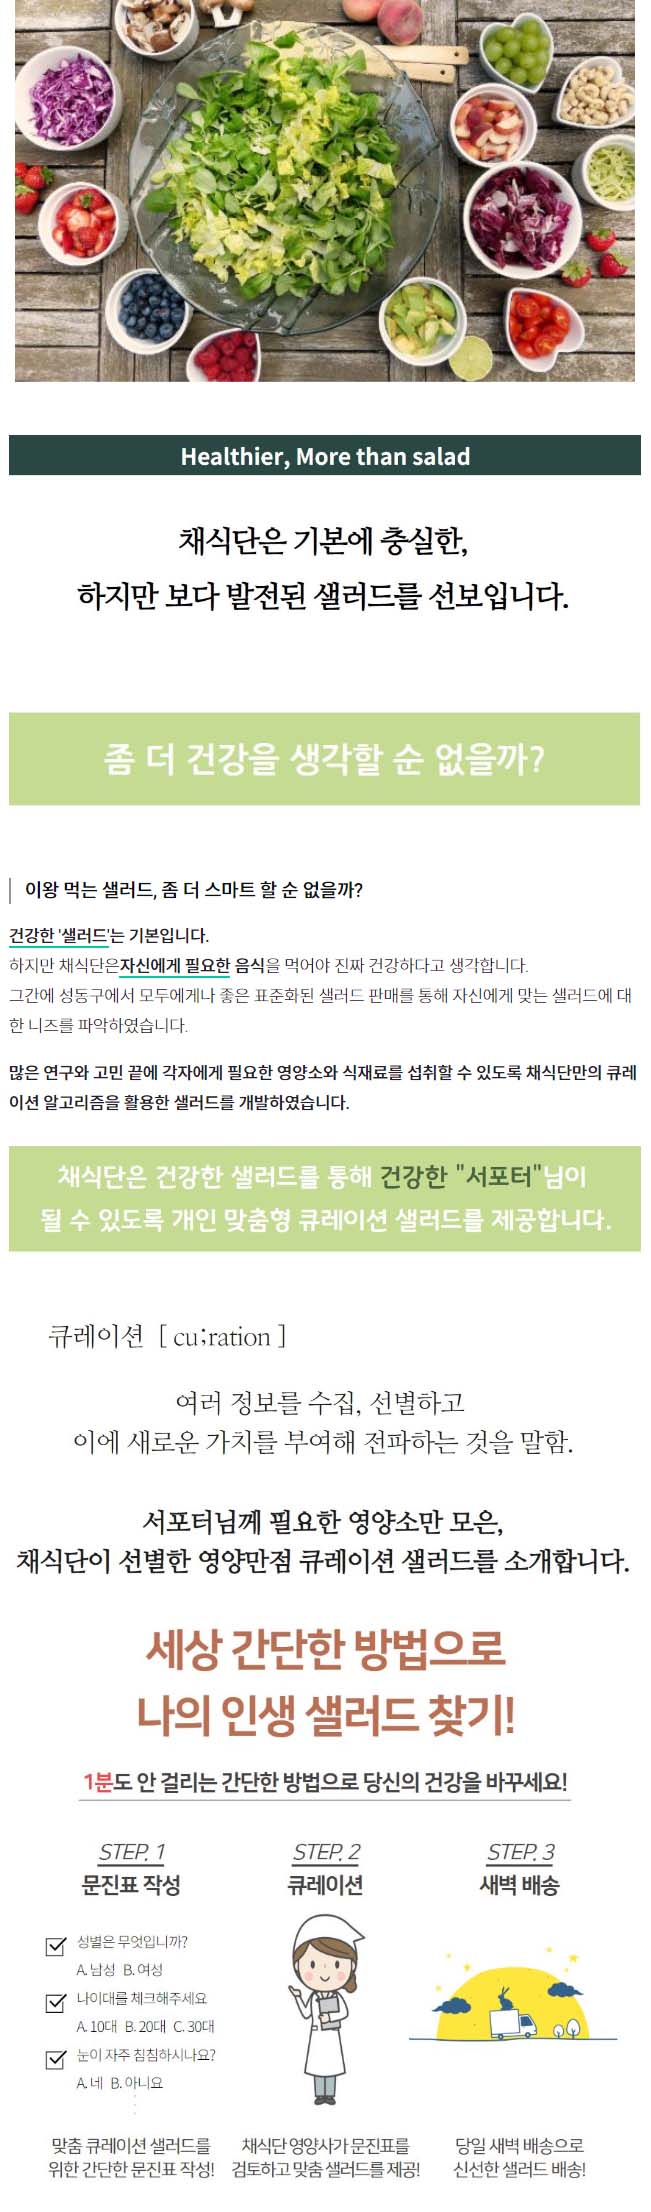 Healthier, More than salad
채식단은 기본에 충실한,
하지만 보다 발전된 샐러드를 선보입니다.
좀 더 건강을 생각할 순 없을까?
이왕 먹는 샐러드, 좀 더 스마트 할 순 없을까?
건강한 '샐러드'는 기본입니다.
하지만 채식단은자신에게 필요한 음식을 먹어야 진짜 건강하다고 생각합니다.
그간에 성동구에서 모두에게나 좋은 표준화된 샐러드 판매를 통해 자신에게 맞는 샐러드에 대
한 니즈를 파악하였습니다.
많은 연구와 고민 끝에 각자에게 필요한 영양소와 식재료를 섭취할 수 있도록 채식단만의 큐레
이션 알고리즘을 활용한 샐러드를 개발하였습니다.
채식단은 건강한 샐러드를 통해 건강한 "서포터"님이
될 수 있도록 개인 맞춤형 큐레이션 샐러드를 제공합니다.
큐레이션 [ cu;ration ]
여러 정보를 수집, 선별하고
이에 새로운 가치를 부여해 전파하는 것을 말함.
서포터님께 필요한 영양소만 모은,
채식단이 선별한 영양만점 큐레이션 샐러드를 소개합니다.
세상 간단한 방법으로
나의 인생 샐러드 찾기!
1분도 안 걸리는 간단한 방법으로 당신의 건강을 바꾸세요!
STEP. 1 STEP. 2 STEP. 3
문진표 작성 큐레이션 새벽 배송
성별은 무엇입니까?
A. 남성 B. 여성
나이대를 체크해주세요
A. 10대 B. 20대 C. 30대
눈이 자주 침침하시나요?
A. 네 B. 아니요
맞춤 큐레이션 샐러드를
위한 간단한 문진표 작성!
채식단 영양사가 문진표를
검토하고 맞춤 샐러드를 제공!
당일 새벽 배송으로
신선한 샐러드 배송!